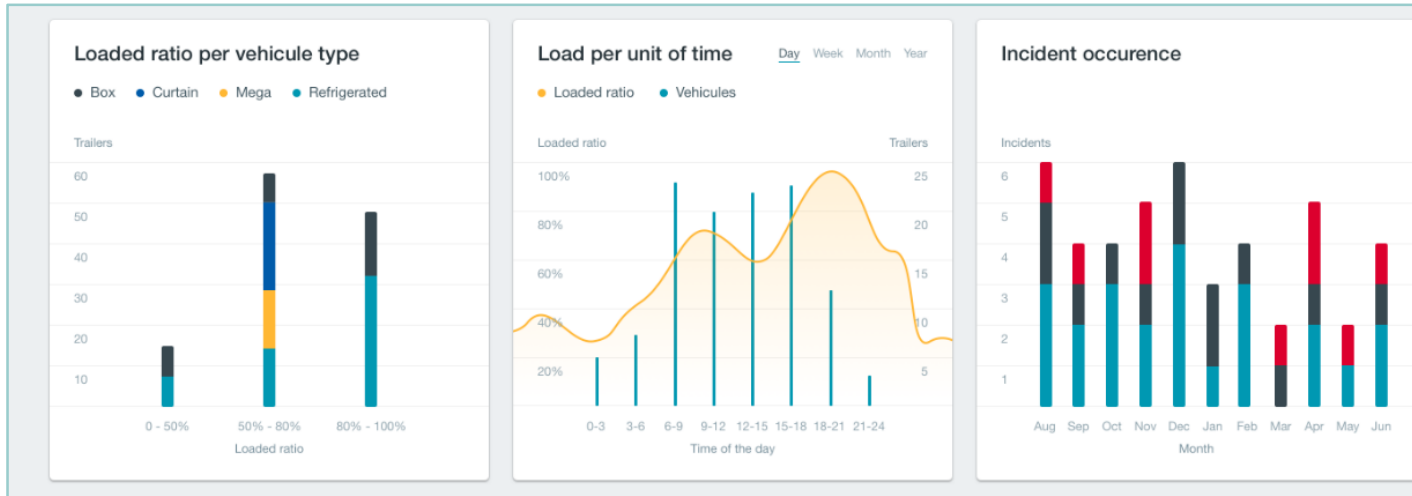 Loaded ratio per vehicule type
Box Curtain Mega Refrigerated
Trailers
60
50
40
30
20
10
0 - 50% 50% - 80% 80% - 100%
Loaded ratio
Load per unit of time
Day Week Month Year
Loaded ratio Vehicules
Loaded ratio Trailers
100% 25
80% 20
60% 15
40% 10
20% 5
0-3 3-6 6-9 9-12 12-15 15-18 18-21 21-24
Time of the day
Incident occurence
Incidents
6
5
4
3
2
1
Aug Sep Oct Nov Dec Jan Feb Mar Apr May Jun
Month